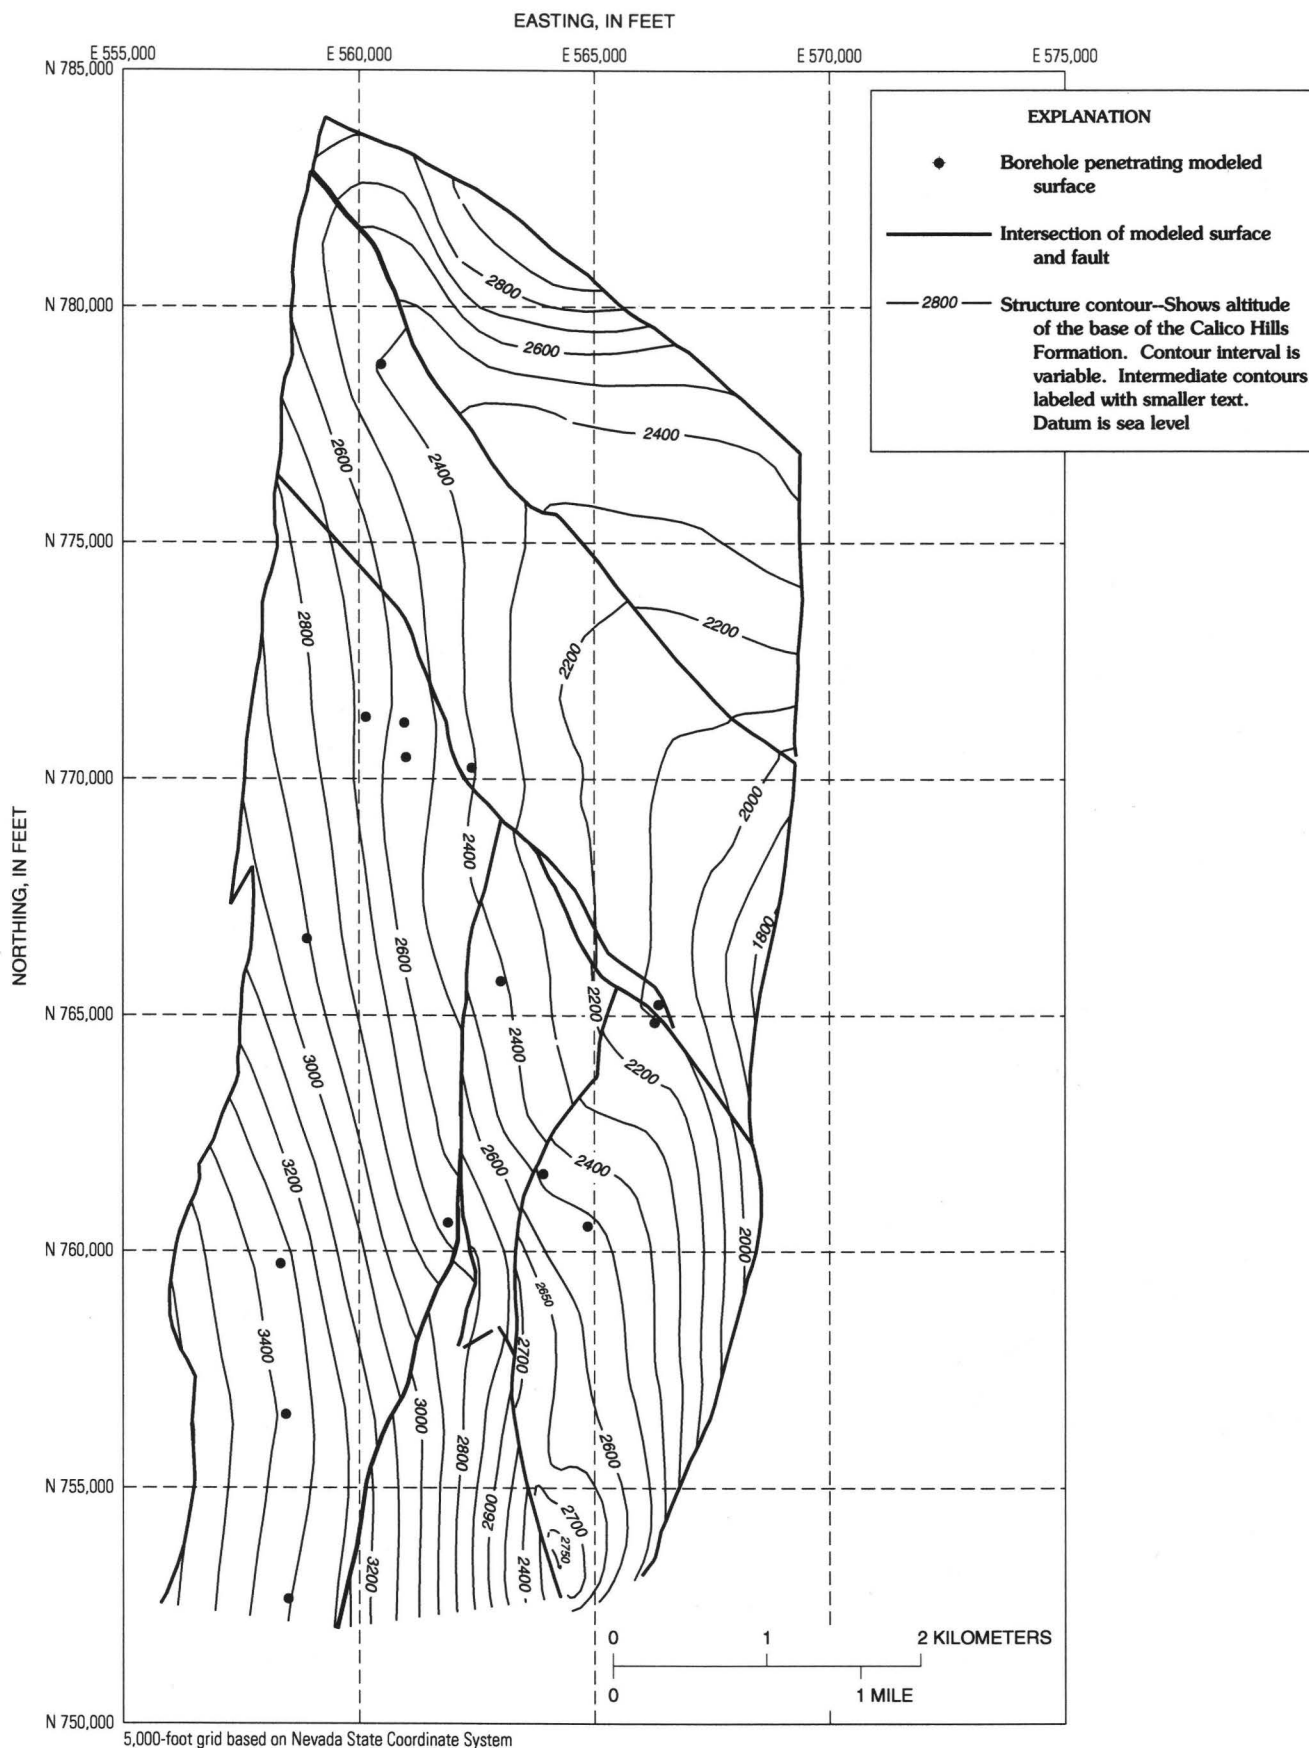 EASTING, IN FEET
E 555,000
E 560,000
E 565,000
E 570,000
E 575,000
N 785,000
EXPLANATION
Borehole penetrating modeled
surface
Intersection of modeled surface
and fault
2800
Structure contour--Shows altitude
of the base of the Calico Hills
Formation. Contour interval is
variable. Intermediate contours
labeled with smaller text.
Datum is sea level
2800
N 780,000
2600
2400
2600
2400
N 775,000
2800
2200
2200
N 770,000
2000
2400
1800
2600
NORTHING, IN FEET
N 765,000
2200
2400
2200
3000
2600
2400
3200
2000
N 760,000
2650
3400
2700
3000
2800
2600
N 755,000
2600
2700
2750
3200
2400
0
1
2 KILOMETERS
0
1 MILE
N 750,000
5,000-foot grid based on Nevada State Coordinate System